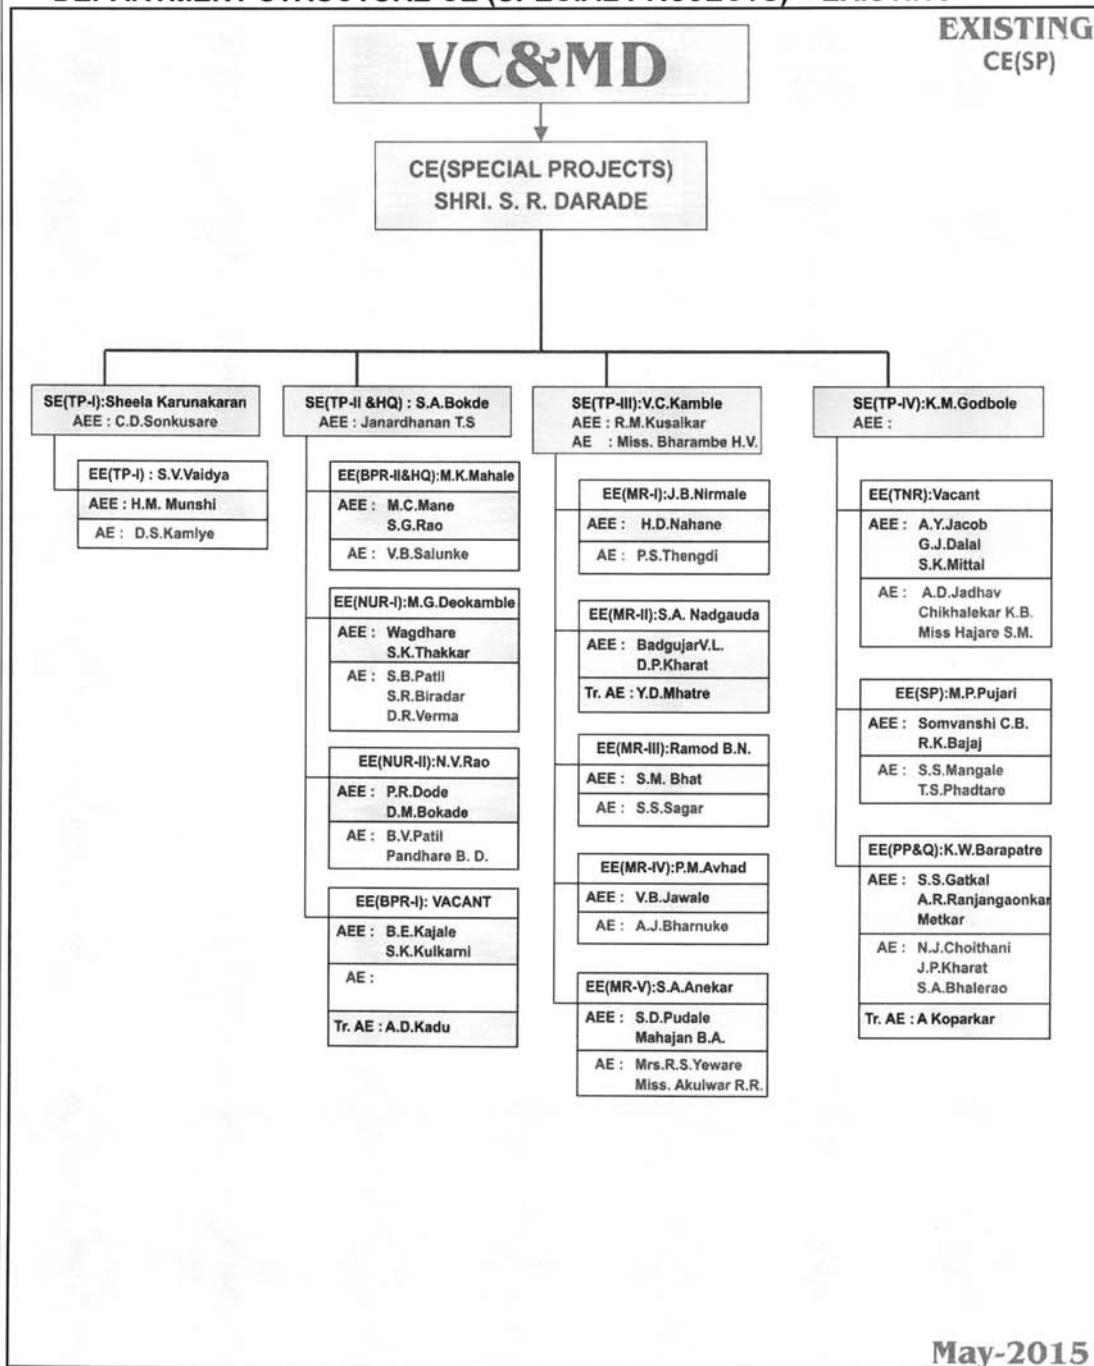 EXISTING
CE(SP)
VC&MD
CE(SPECIAL PROJECTS)
SHRI. S. R. DARADE
SE(TP-I):Sheela Karunakaran
AEE : C.D.Sonkusare
EE(TP-I) : S.V.Vaidya
AEE : H.M. Munshi
AE : D.S.Kamlye
SE(TP-II &HQ) : S.A.Bokde
AEE : Janardhanan T.S
EE(BPR-II&HQ):M.K.Mahale
AEE : M.C.Mane
S.G.Rao
AE : V.B.Salunke
EE(NUR-I):M.G.Deokamble
AEE : Wagdhare
S.K.Thakkar
AE : S.B.Patil
S.R.Biradar
D.R.Verma
EE(NUR-II):N.V.Rao
AEE : P.R.Dode
D.M.Bokade
AE : B.V.Patil
Pandhare B. D.
EE(BPR-I): VACANT
AEE : B.E.Kajale
S.K.Kulkarni
AE :
Tr. AE : A.D.Kadu
SE(TP-III):V.C.Kamble
AEE : R.M.Kusalkar
AE : Miss. Bharambe H.V.
EE(MR-I):J.B.Nirmale
AEE : H.D.Nahane
AE : P.S.Thengdi
EE(MR-II):S.A. Nadgauda
AEE : BadgujarV.L.
D.P.Kharat
Tr. AE : Y.D.Mhatre
EE(MR-III):Ramod B.N.
AEE : S.M. Bhat
AE : S.S.Sagar
EE(MR-IV):P.M.Avhad
AEE : V.B.Jawale
AE : A.J.Bharnuke
EE(MR-V):S.A.Anekar
AEE : S.D.Pudale
Mahajan B.A.
AE : Mrs.R.S.Yeware
Miss. Akulwar R.R.
SE(TP-IV):K.M.Godbole
AEE :
EE(TNR):Vacant
AEE : A.Y.Jacob
G.J.Dalal
S.K.Mittal
AE : A.D.Jadhav
Chikhalekar K.B.
Miss Hajare S.M.
EE(SP):M.P.Pujari
AEE : Somvanshi C.B.
R.K.Bajaj
AE : S.S.Mangale
T.S.Phadtare
EE(PP&Q):K.W.Barapatre
AEE : S.S.Gatkal
A.R.Ranjangaonkar
Metkar
AE : N.J.Choithani
J.P.Kharat
S.A.Bhalerao
Tr. AE : A Koparkar
May-2015